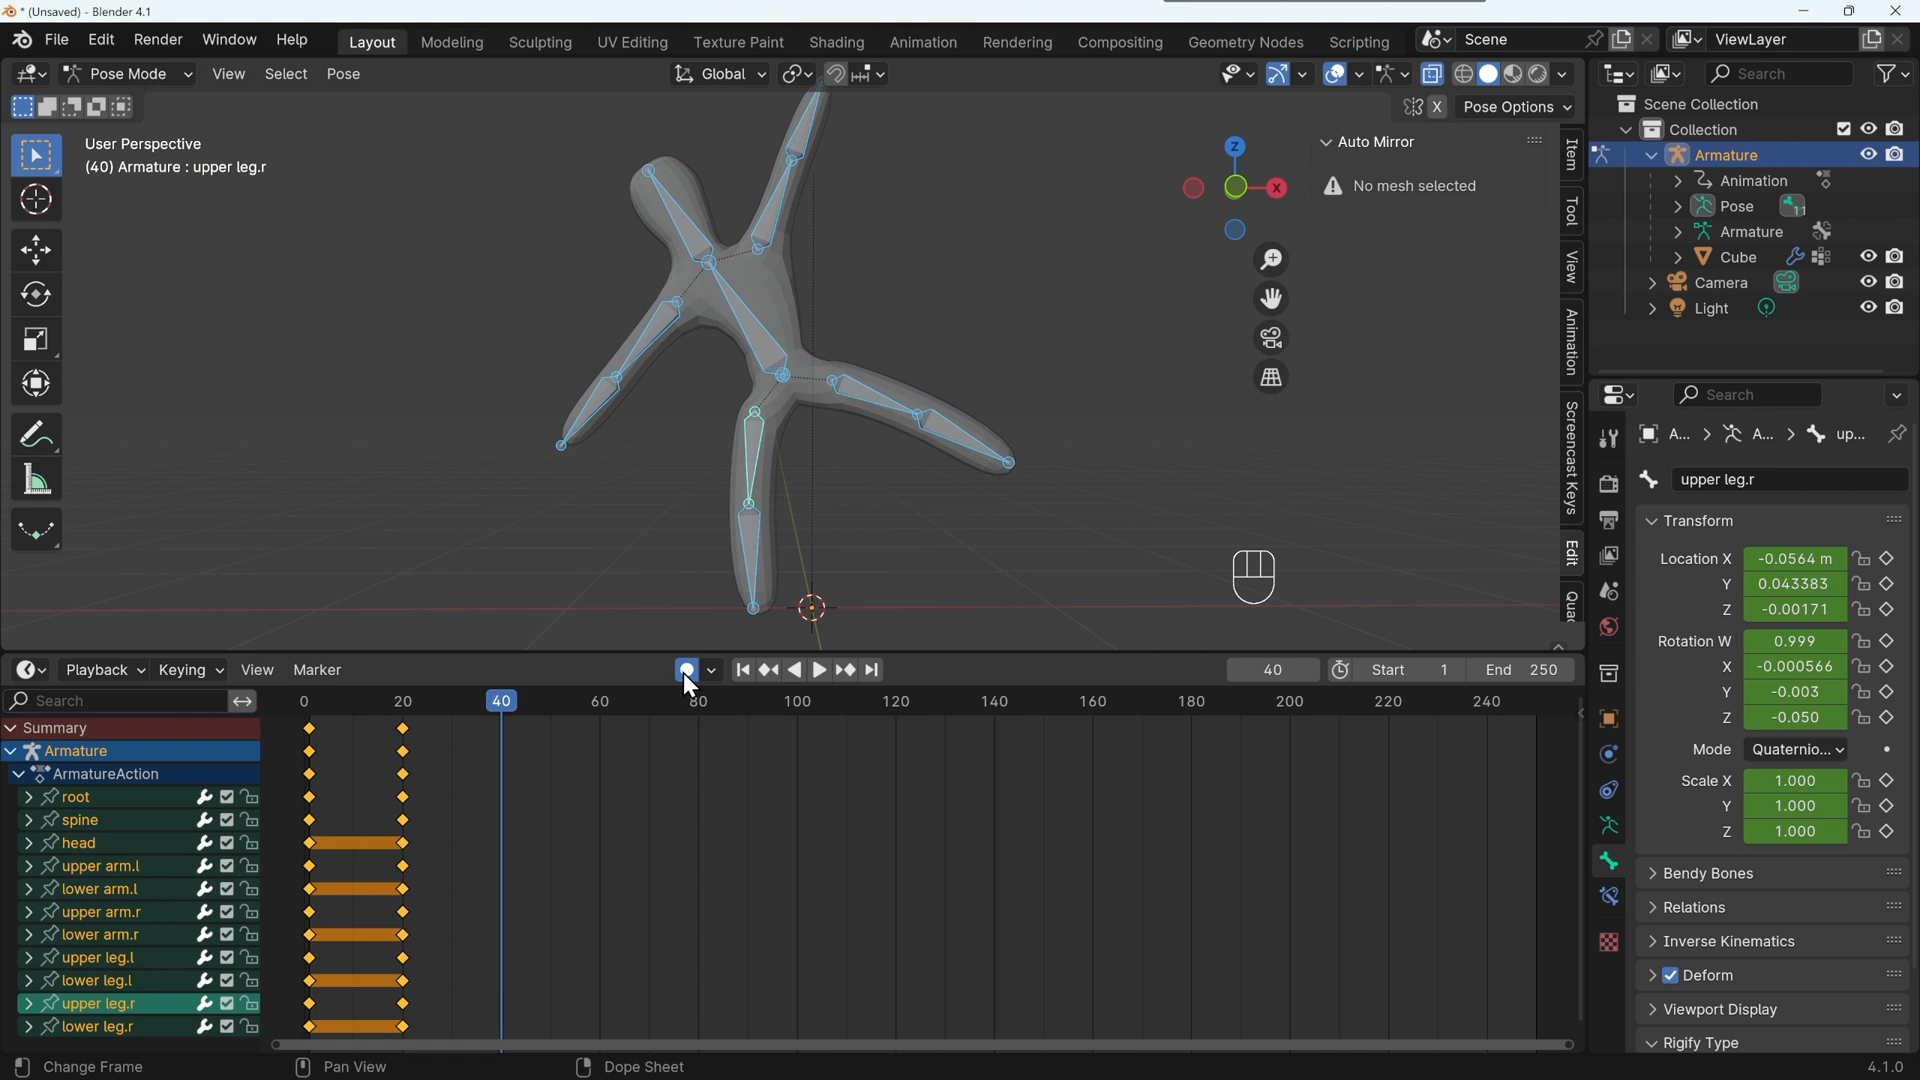 * (Unsaved) - Blender 4.1
File Edit Render Window Help Layout Modeling Sculpting UV Editing Texture Paint Shading Animation Rendering Compositing Geometry Nodes Scripting Scene ViewLayer
Pose Mode View Select Pose Global Search
X Pose Options
Scene Collection
User Perspective
(40) Armature : upper leg.r
Z
X
Auto Mirror
No mesh selected
Item
Tool
View
Animation
Screencast Keys
Edit
Quad
Collection
Armature
Animation
Pose 11
Armature
Cube
Camera
Light
Search
A... A... up...
upper leg.r
Transform
Location X -0.0564 m
Y 0.043383
Z -0.00171
Rotation W 0.999
X -0.000566
Y -0.003
Z -0.050
Mode Quaternio...
Scale X 1.000
Y 1.000
Z 1.000
Bendy Bones
Relations
Inverse Kinematics
Deform
Viewport Display
Rigify Type
Playback Keying View Marker 40 Start 1 End 250
Search 0 20 40 60 80 100 120 140 160 180 200 220 240
Summary
Armature
ArmatureAction
root
spine
head
upper arm.l
lower arm.l
upper arm.r
lower arm.r
upper leg.l
lower leg.l
upper leg.r
lower leg.r
Change Frame Pan View Dope Sheet 4.1.0